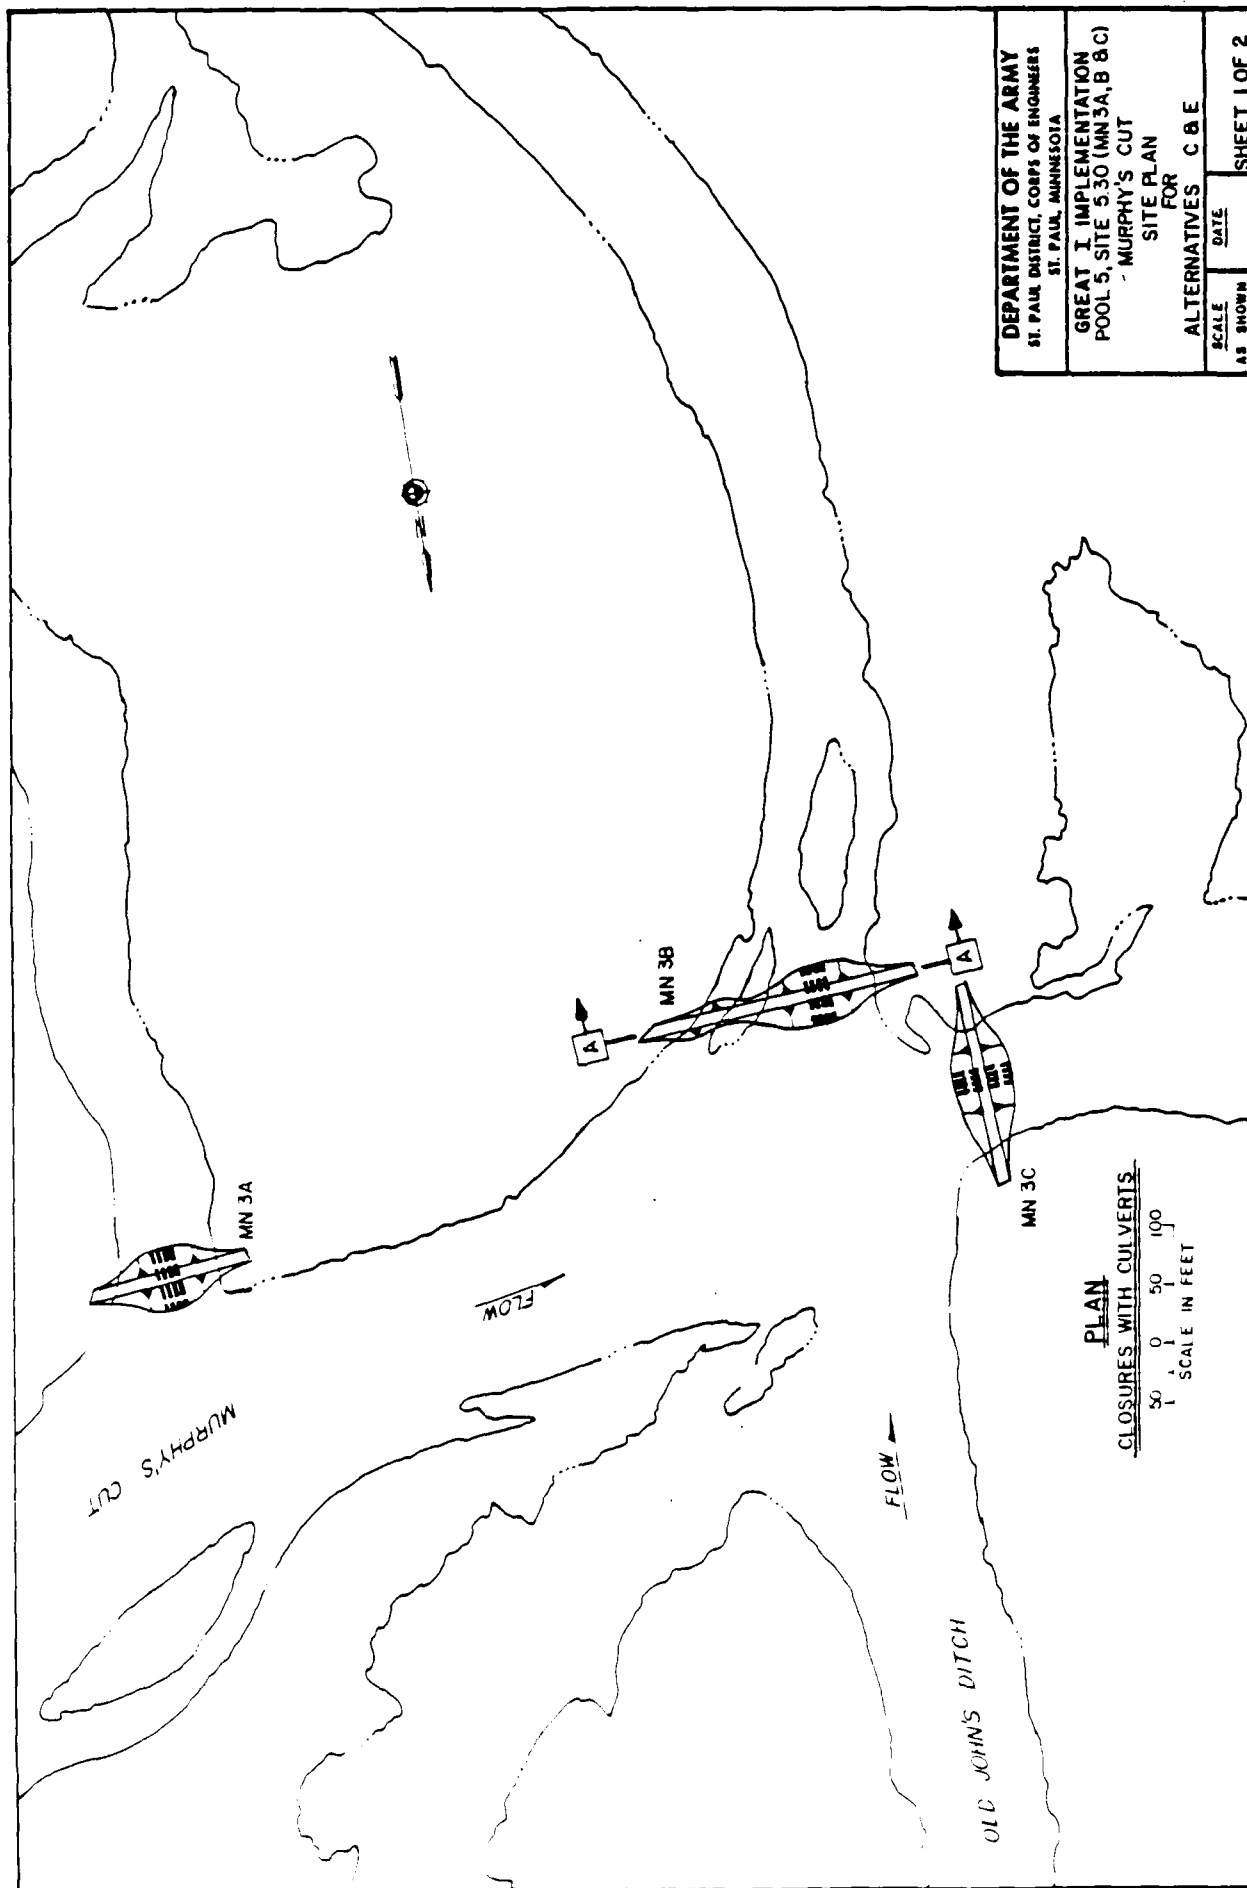 DEPARTMENT OF THE ARMY
ST. PAUL DISTRICT, CORPS OF ENGINEERS
ST. PAUL, MINNESOTA
GREAT I IMPLEMENTATION
POOL 5, SITE 5.30 (MN3A, B & C)
- MURPHY'S CUT
SITE PLAN
FOR
ALTERNATIVES C & E
SCALE
AS SHOWN
DATE
SHEET 1 OF 2
N
MN 3A
MN 3B
MN 3C
A
A
MURPHY'S CUT
FLOW
FLOW
OLD JOHN'S DITCH
PLAN
CLOSURES WITH CULVERTS
50 0 50 100
SCALE IN FEET